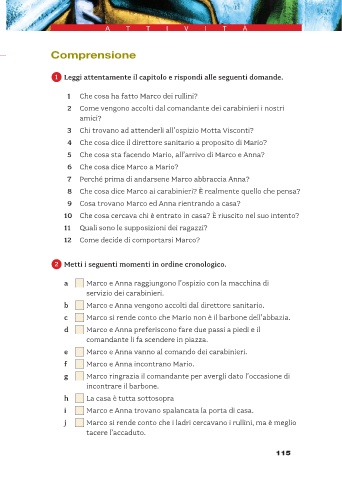 ATTIVITÀ
Comprensione
1 Leggi attentamente il capitolo e rispondi alle seguenti domande.
1 Che cosa ha fatto Marco dei rullini?
2 Come vengono accolti dal comandante dei carabinieri i nostri
amici?
3 Chi trovano ad attenderli all'ospizio Motta Visconti?
4 Che cosa dice il direttore sanitario a proposito di Mario?
5 Che cosa sta facendo Mario, all'arrivo di Marco e Anna?
6 Che cosa dice Marco a Mario?
7 Perché prima di andarsene Marco abbraccia Anna?
8 Che cosa dice Marco ai carabinieri? È realmente quello che pensa?
9 Cosa trovano Marco ed Anna rientrando a casa?
10 Che cosa cercava chi è entrato in casa? È riuscito nel suo intento?
11 Quali sono le supposizioni dei ragazzi?
12 Come decide di comportarsi Marco?
2 Metti i seguenti momenti in ordine cronologico.
a Marco e Anna raggiungono l'ospizio con la macchina di
servizio dei carabinieri.
b Marco e Anna vengono accolti dal direttore sanitario.
c Marco si rende conto che Mario non è il barbone dell'abbazia.
d Marco e Anna preferiscono fare due passi a piedi e il
comandante li fa scendere in piazza.
e Marco e Anna vanno al comando dei carabinieri.
f Marco e Anna incontrano Mario.
g Marco ringrazia il comandante per avergli dato l'occasione di
incontrare il barbone.
h La casa è tutta sottosopra
i Marco e Anna trovano spalancata la porta di casa.
j Marco si rende conto che i ladri cercavano i rullini, ma è meglio
tacere l'accaduto.
115